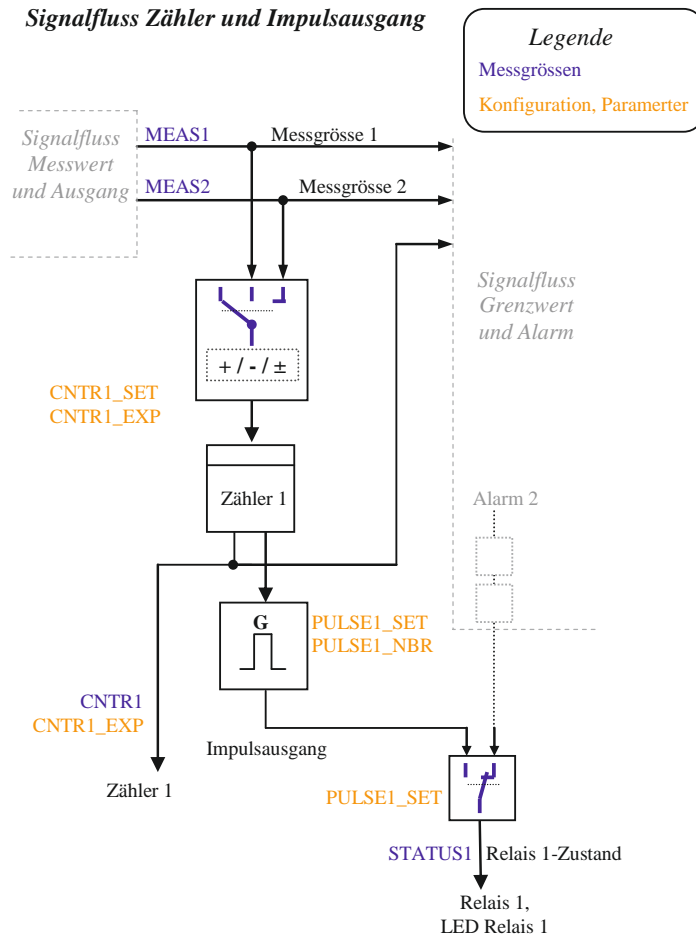 Signalfluss Zähler und Impulsausgang
Legende
Messgrössen
Konfiguration, Paramerter
Signalfluss
Messwert
und Ausgang
MEAS1
Messgrösse 1
MEAS2
Messgrösse 2
Signalfluss
Grenzwert
und Alarm
+ / - / ±
CNTR1_SET
CNTR1_EXP
Zähler 1
Alarm 2
G
PULSE1_SET
PULSE1_NBR
CNTR1
CNTR1_EXP
Impulsausgang
Zähler 1
PULSE1_SET
STATUS1
Relais 1-Zustand
Relais 1,
LED Relais 1